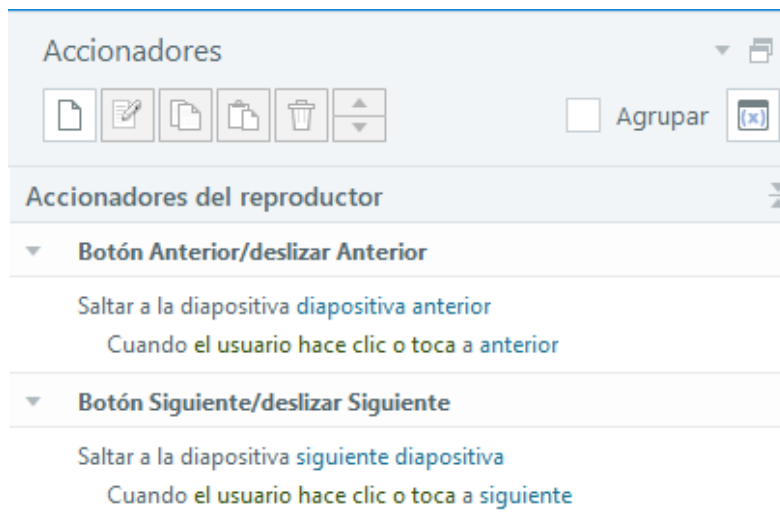 Accionadores
Agrupar (x)
Accionadores del reproductor
Botón Anterior/deslizar Anterior
Saltar a la diapositiva diapositiva anterior
Cuando el usuario hace clic o toca a anterior
Botón Siguiente/deslizar Siguiente
Saltar a la diapositiva siguiente diapositiva
Cuando el usuario hace clic o toca a siguiente